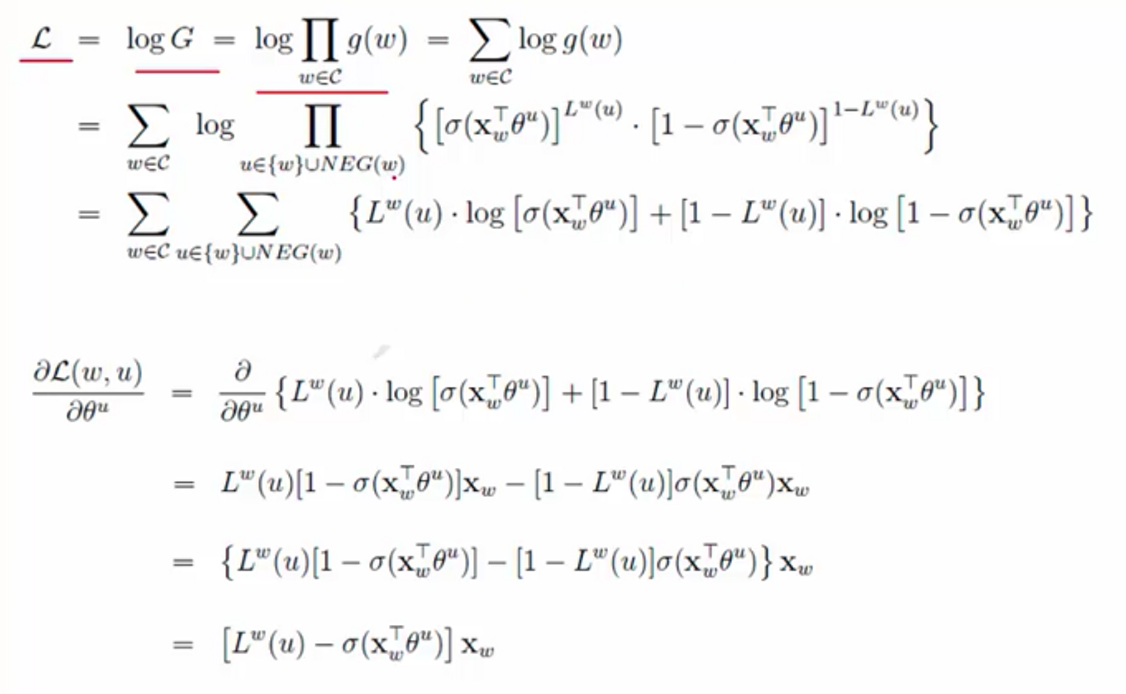 ℒ = log G = log ∏_{w∈𝒞} g(w) = ∑_{w∈𝒞} log g(w)
= ∑_{w∈𝒞} log ∏_{u∈{w}∪NEG(w)} {[σ(x_w^⊤θ^u)]^{L^w(u)} · [1 − σ(x_w^⊤θ^u)]^{1−L^w(u)}}
= ∑_{w∈𝒞} ∑_{u∈{w}∪NEG(w)} {L^w(u) · log [σ(x_w^⊤θ^u)] + [1 − L^w(u)] · log [1 − σ(x_w^⊤θ^u)]}
∂ℒ(w, u)/∂θ^u = ∂/∂θ^u {L^w(u) · log [σ(x_w^⊤θ^u)] + [1 − L^w(u)] · log [1 − σ(x_w^⊤θ^u)]}
= L^w(u)[1 − σ(x_w^⊤θ^u)]x_w − [1 − L^w(u)]σ(x_w^⊤θ^u)x_w
= {L^w(u)[1 − σ(x_w^⊤θ^u)] − [1 − L^w(u)]σ(x_w^⊤θ^u)} x_w
= [L^w(u) − σ(x_w^⊤θ^u)] x_w